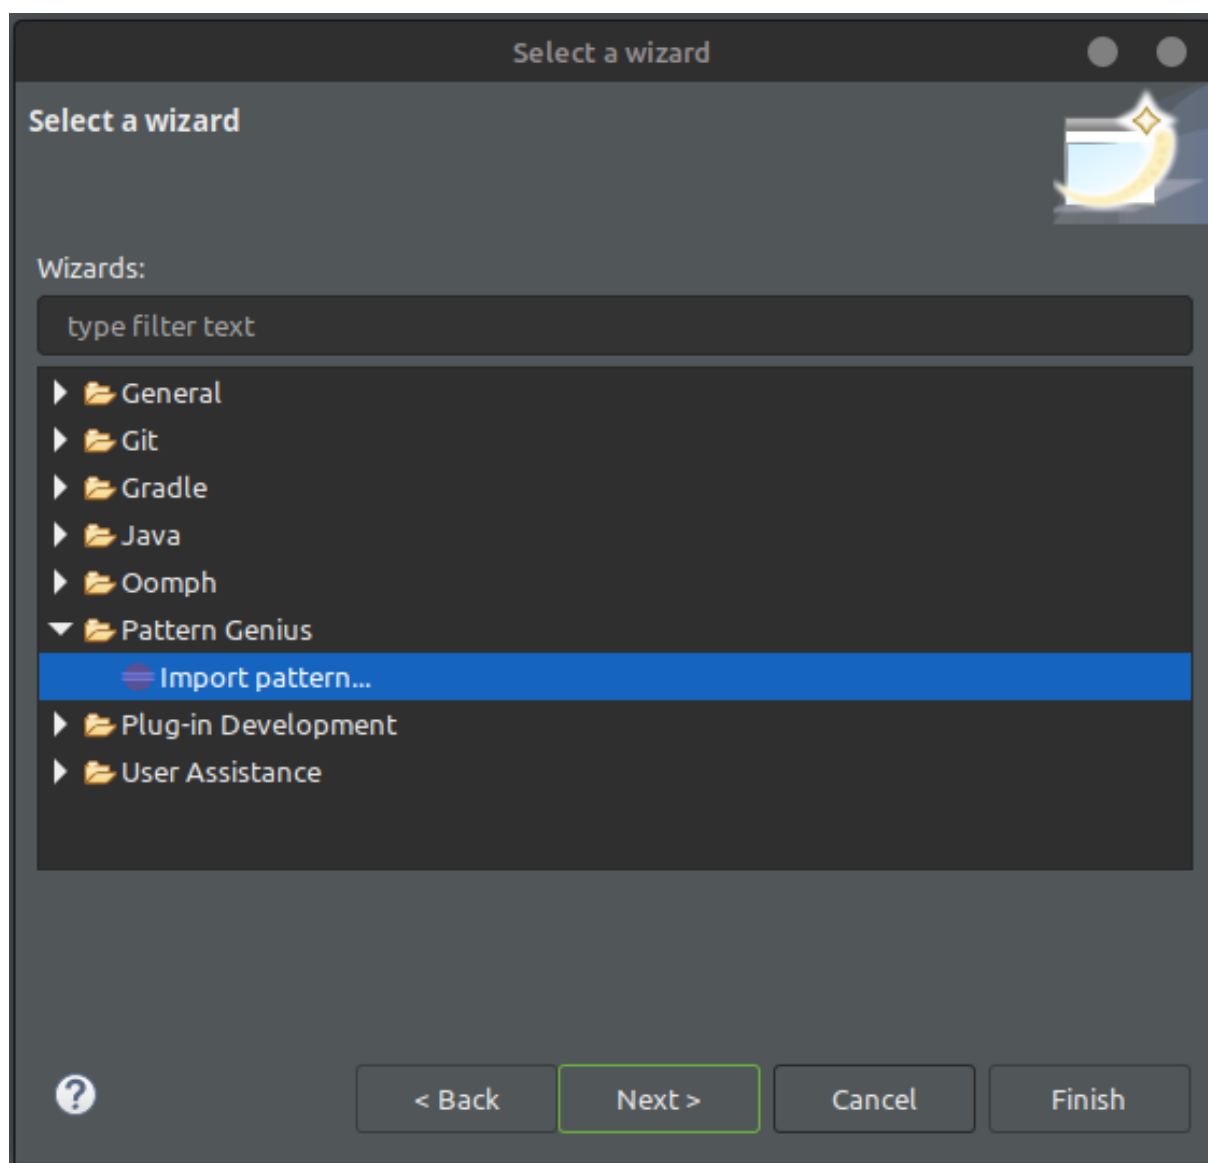 Select a wizard
Select a wizard
Wizards:
type filter text
General
Git
Gradle
Java
Oomph
Pattern Genius
Import pattern...
Plug-in Development
User Assistance
? < Back Next > Cancel Finish